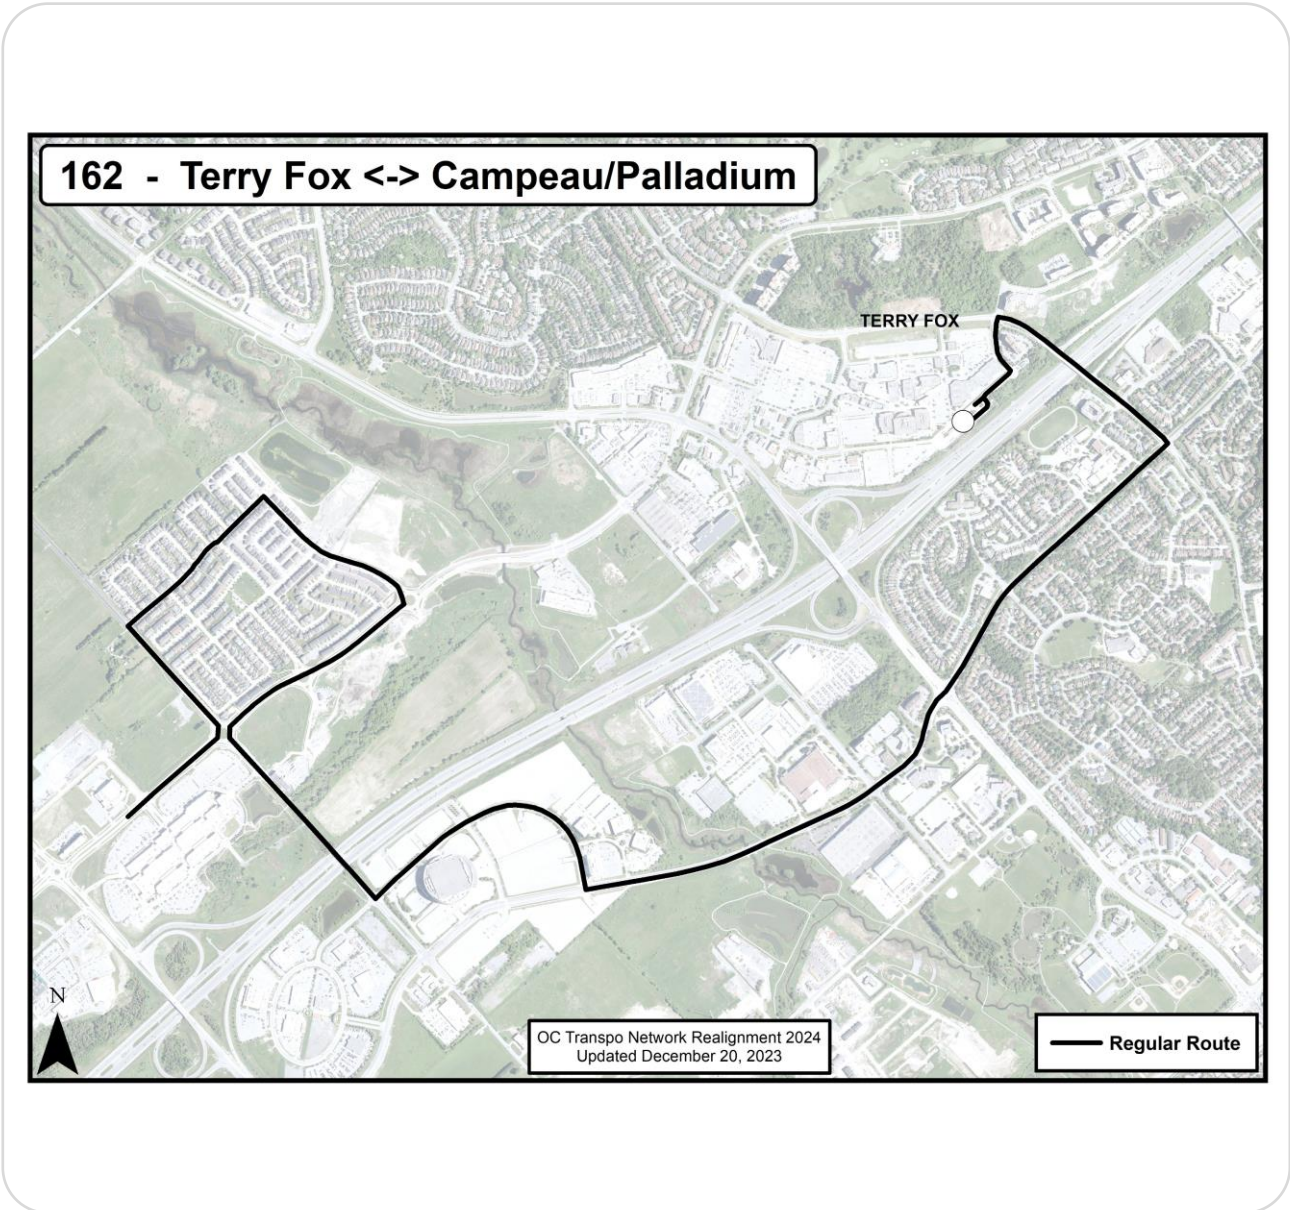 162 - Terry Fox <-> Campeau/Palladium
TERRY FOX
N
OC Transpo Network Realignment 2024
Updated December 20, 2023
Regular Route